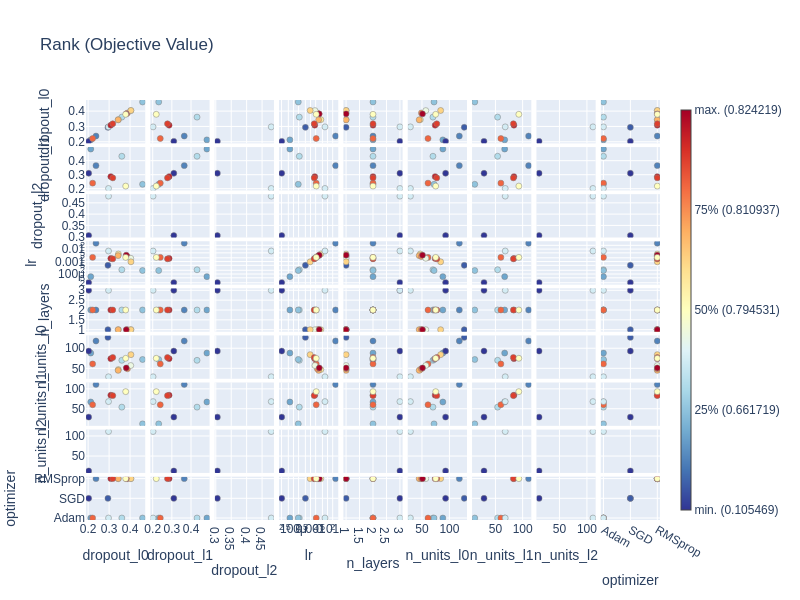 Rank (Objective Value)
dropout_l0
0.4
0.3
0.2
dropout_l1
0.4
0.3
0.2
dropout_l2
0.45
0.4
0.35
0.3
lr
0.01
0.001
n_layers
3
2.5
2
1.5
1
n_units_l0
100
50
n_units_l1
100
50
n_units_l2
100
50
optimizer
RMSprop
SGD
Adam
0.2 0.3 0.4
dropout_l0
0.2 0.3 0.4
dropout_l1
0.3 0.35 0.4 0.45
dropout_l2
lr
1 1.5 2 2.5 3
n_layers
50 100
n_units_l0
50 100
n_units_l1
50 100
n_units_l2
Adam SGD RMSprop
optimizer
max. (0.824219)
75% (0.810937)
50% (0.794531)
25% (0.661719)
min. (0.105469)